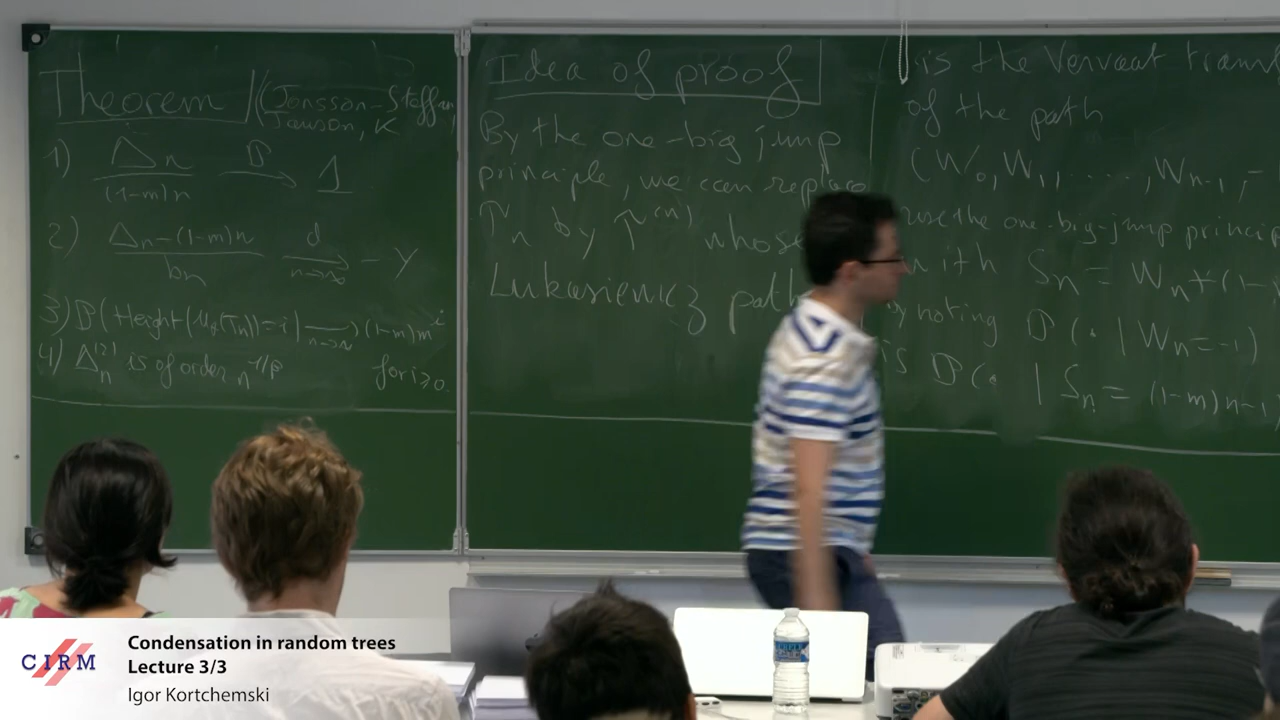 Theorem (Jonsson-Steffan
Janson, K
1) Δn / (1-m)n → 1
2) Δn-(1-m)n / bn d→ n→∞ -Y
3) P(Height(u*(Tn))=i) → n→∞ (1-m)m^i
for i≥0.
4) Δn^(2) is of order n^1/β
Idea of proof
By the one-big jump
principle, we can replace
Tn by T^(n) whose
Lukasiewicz path
is the Vervaat trans
of the path
(W0, W1, ...., Wn-1, -
use the one-big-jump princip
with Sn = Wn+(1-
by noting P(. | Wn=-1)
is P(. | Sn = (1-m)n-1
CIRM
Condensation in random trees
Lecture 3/3
Igor Kortchemski